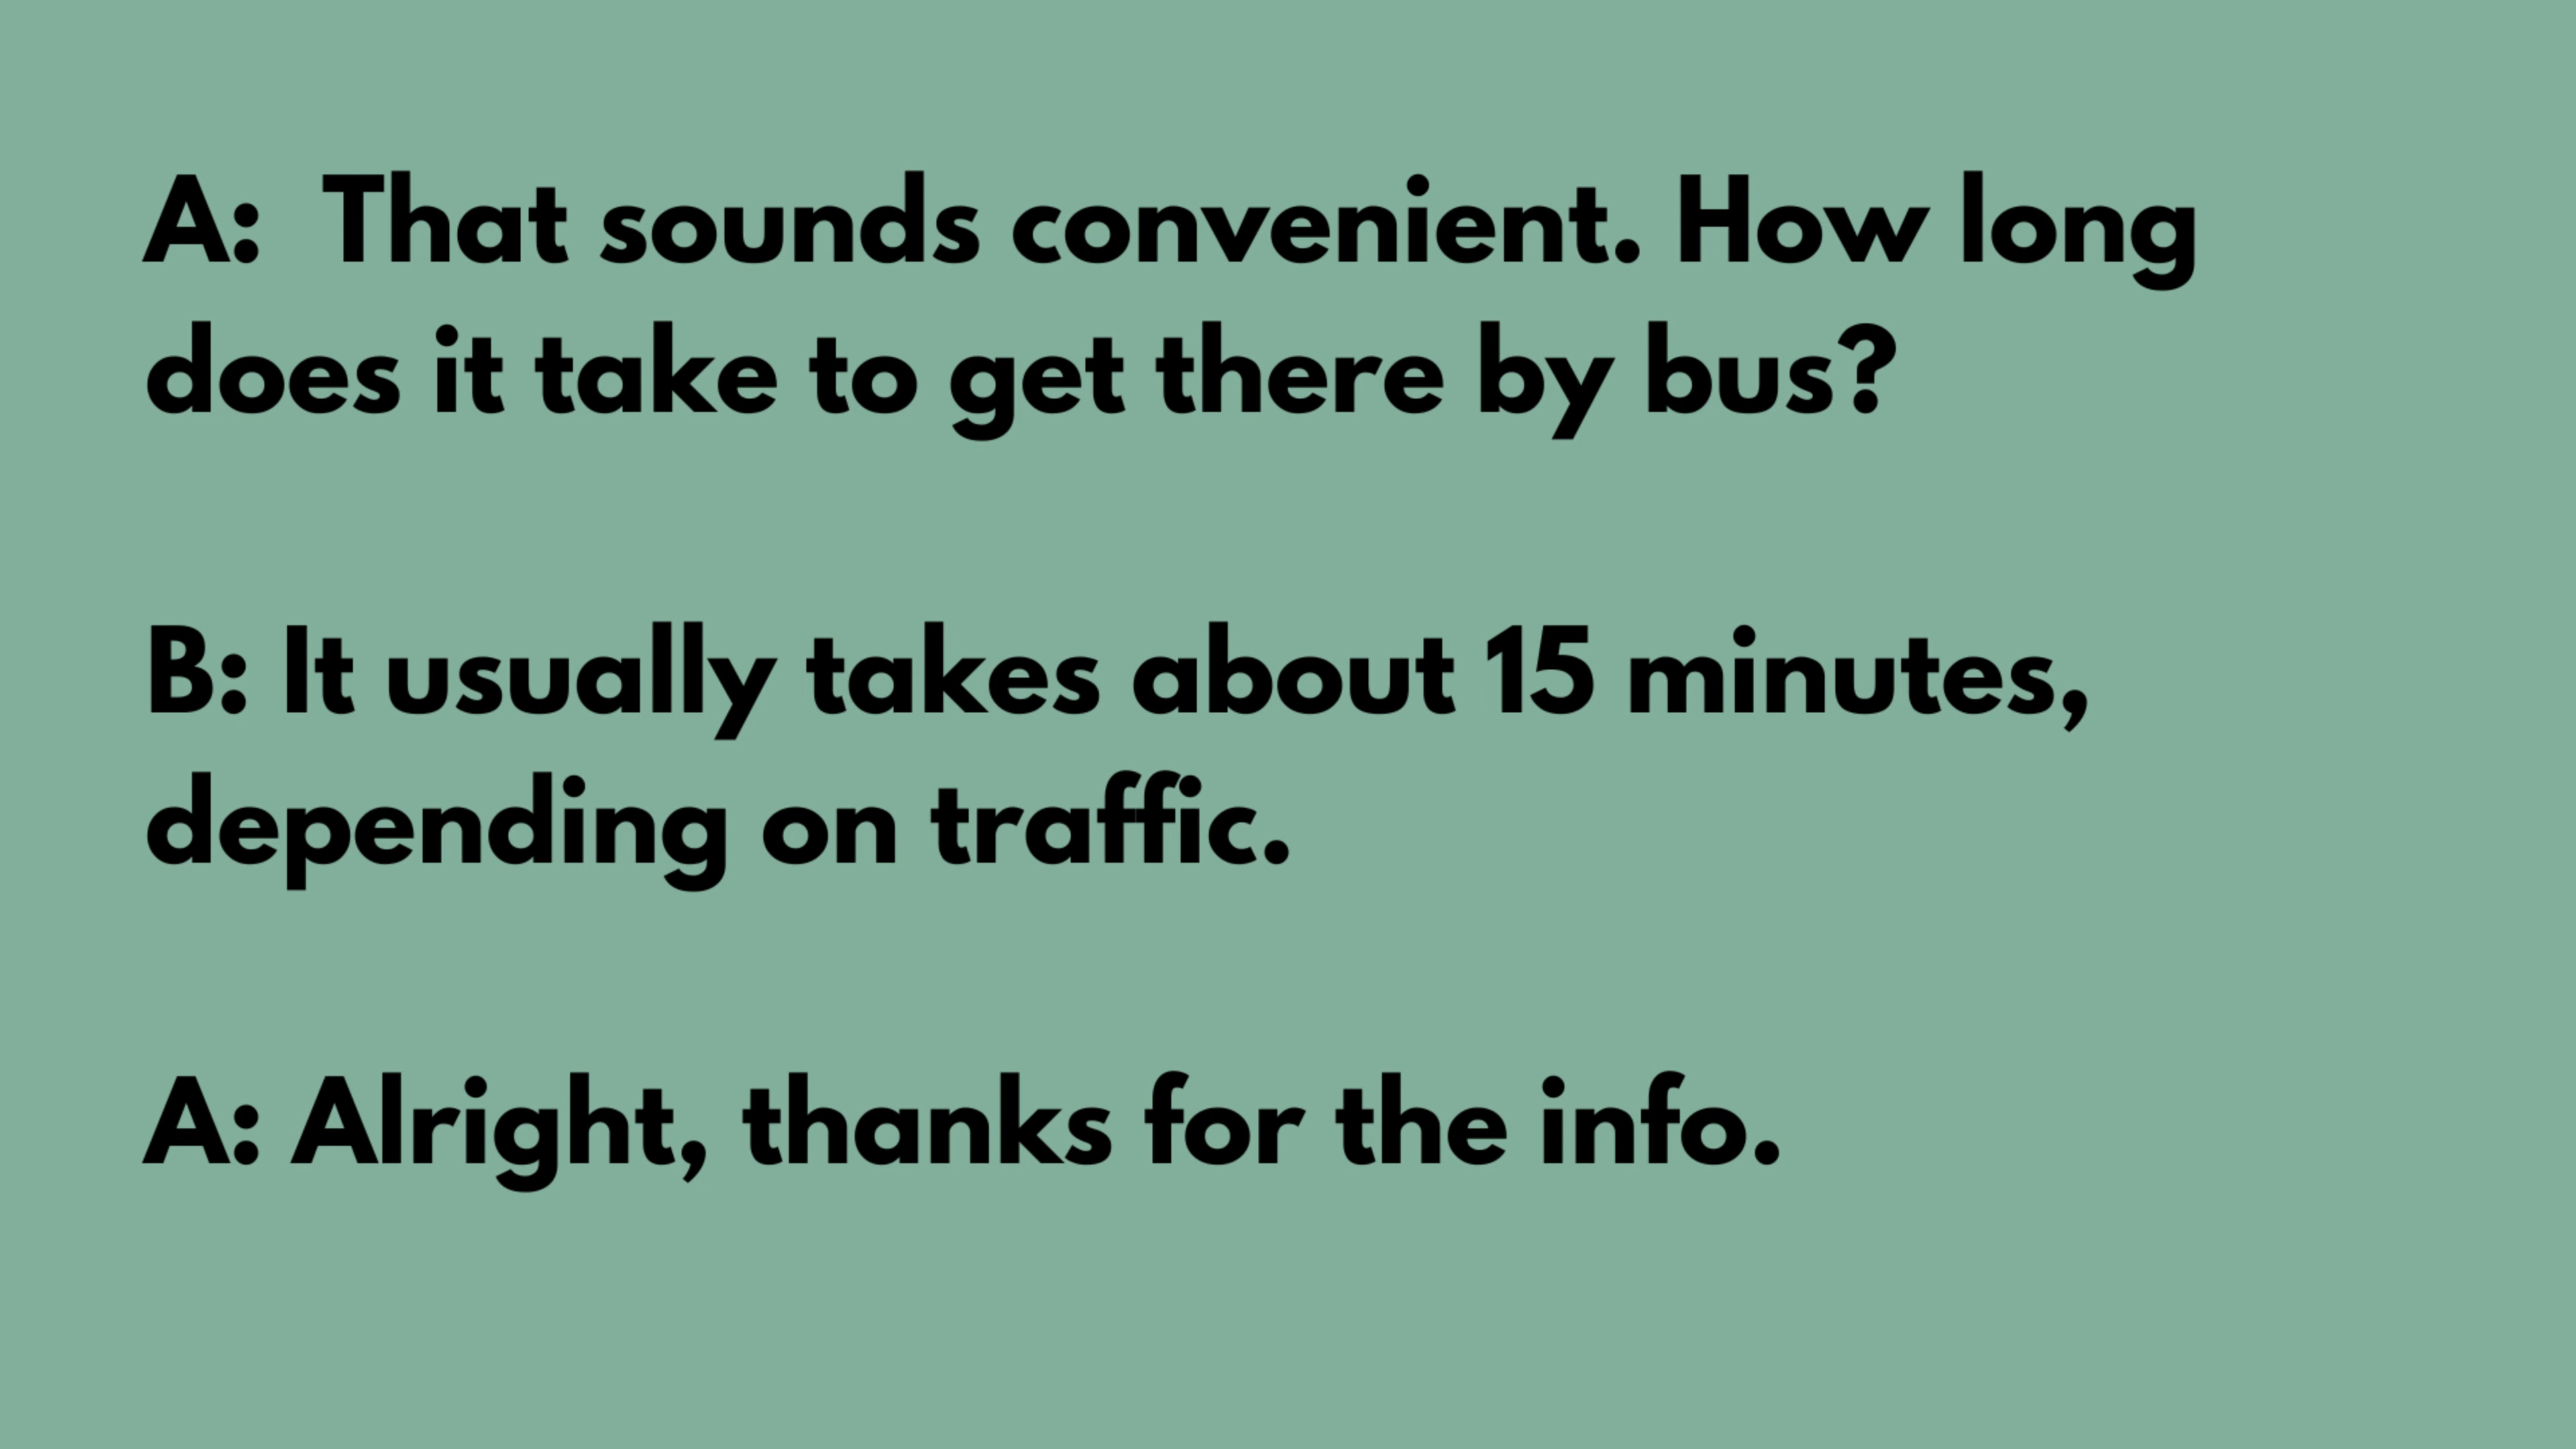 A:  That sounds convenient. How long
does it take to get there by bus?
B: It usually takes about 15 minutes,
depending on traffic.
A: Alright, thanks for the info.